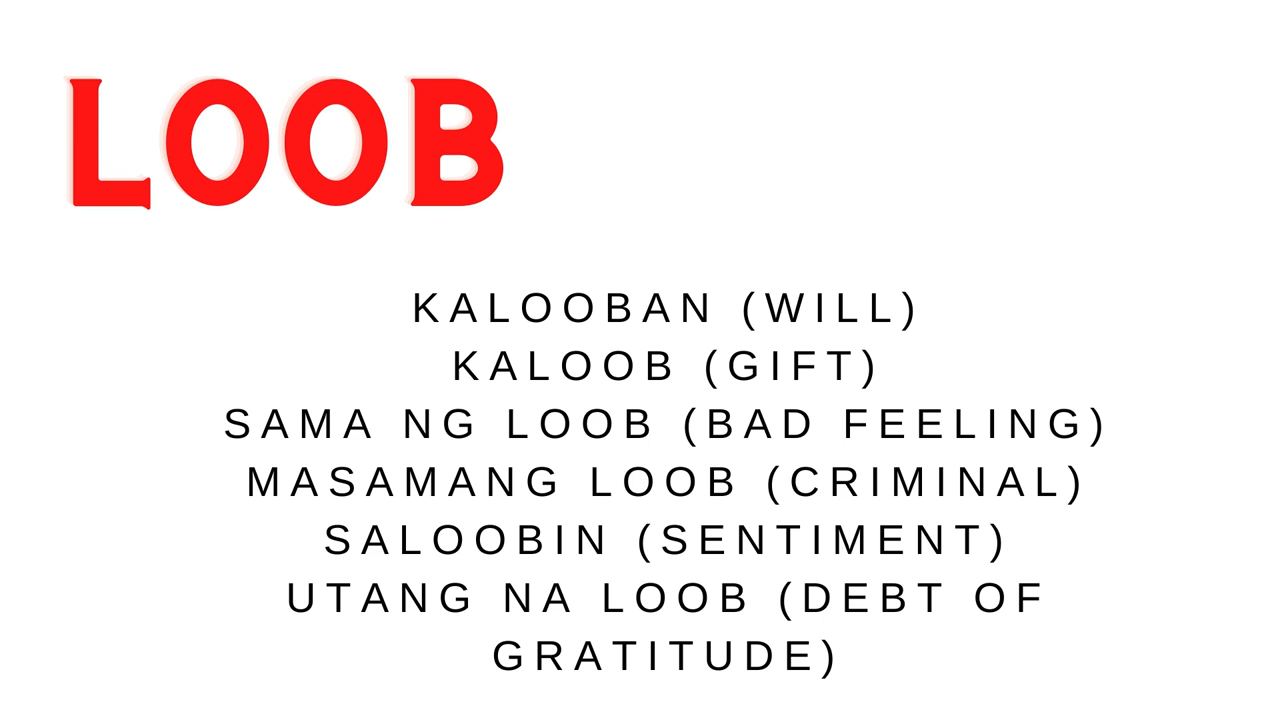 LOOB
KALOOBAN (WILL)
KALOOB (GIFT)
SAMA NG LOOB (BAD FEELING)
MASAMANG LOOB (CRIMINAL)
SALOOBIN (SENTIMENT)
UTANG NA LOOB (DEBT OF
GRATITUDE)